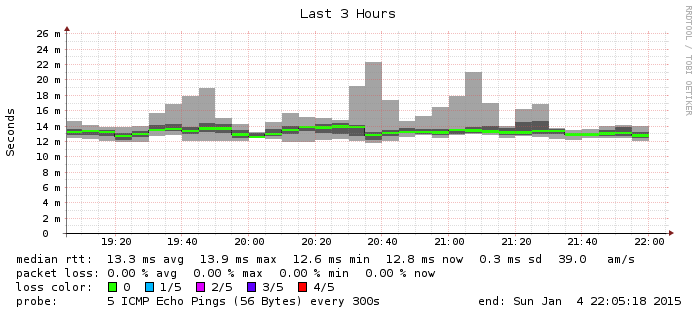 Last 3 Hours
RRDTOOL / TOBI OETIKER
Seconds
26 m
24 m
22 m
20 m
18 m
16 m
14 m
12 m
10 m
8 m
6 m
4 m
2 m
0
19:20 19:40 20:00 20:20 20:40 21:00 21:20 21:40 22:00
median rtt: 13.3 ms avg 13.9 ms max 12.6 ms min 12.8 ms now 0.3 ms sd 39.0 am/s
packet loss: 0.00 % avg 0.00 % max 0.00 % min 0.00 % now
loss color: 0 1/5 2/5 3/5 4/5
probe: 5 ICMP Echo Pings (56 Bytes) every 300s end: Sun Jan 4 22:05:18 2015